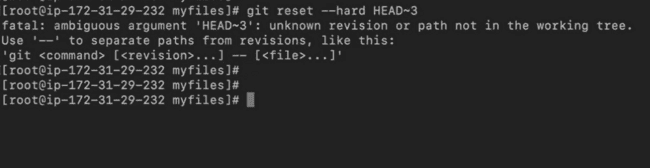 [root@ip-172-31-29-232 myfiles]# git reset --hard HEAD~3
fatal: ambiguous argument 'HEAD~3': unknown revision or path not in the working tree.
Use '--' to separate paths from revisions, like this:
'git <command> [<revision>...] -- [<file>...]'
[root@ip-172-31-29-232 myfiles]#
[root@ip-172-31-29-232 myfiles]#
[root@ip-172-31-29-232 myfiles]#